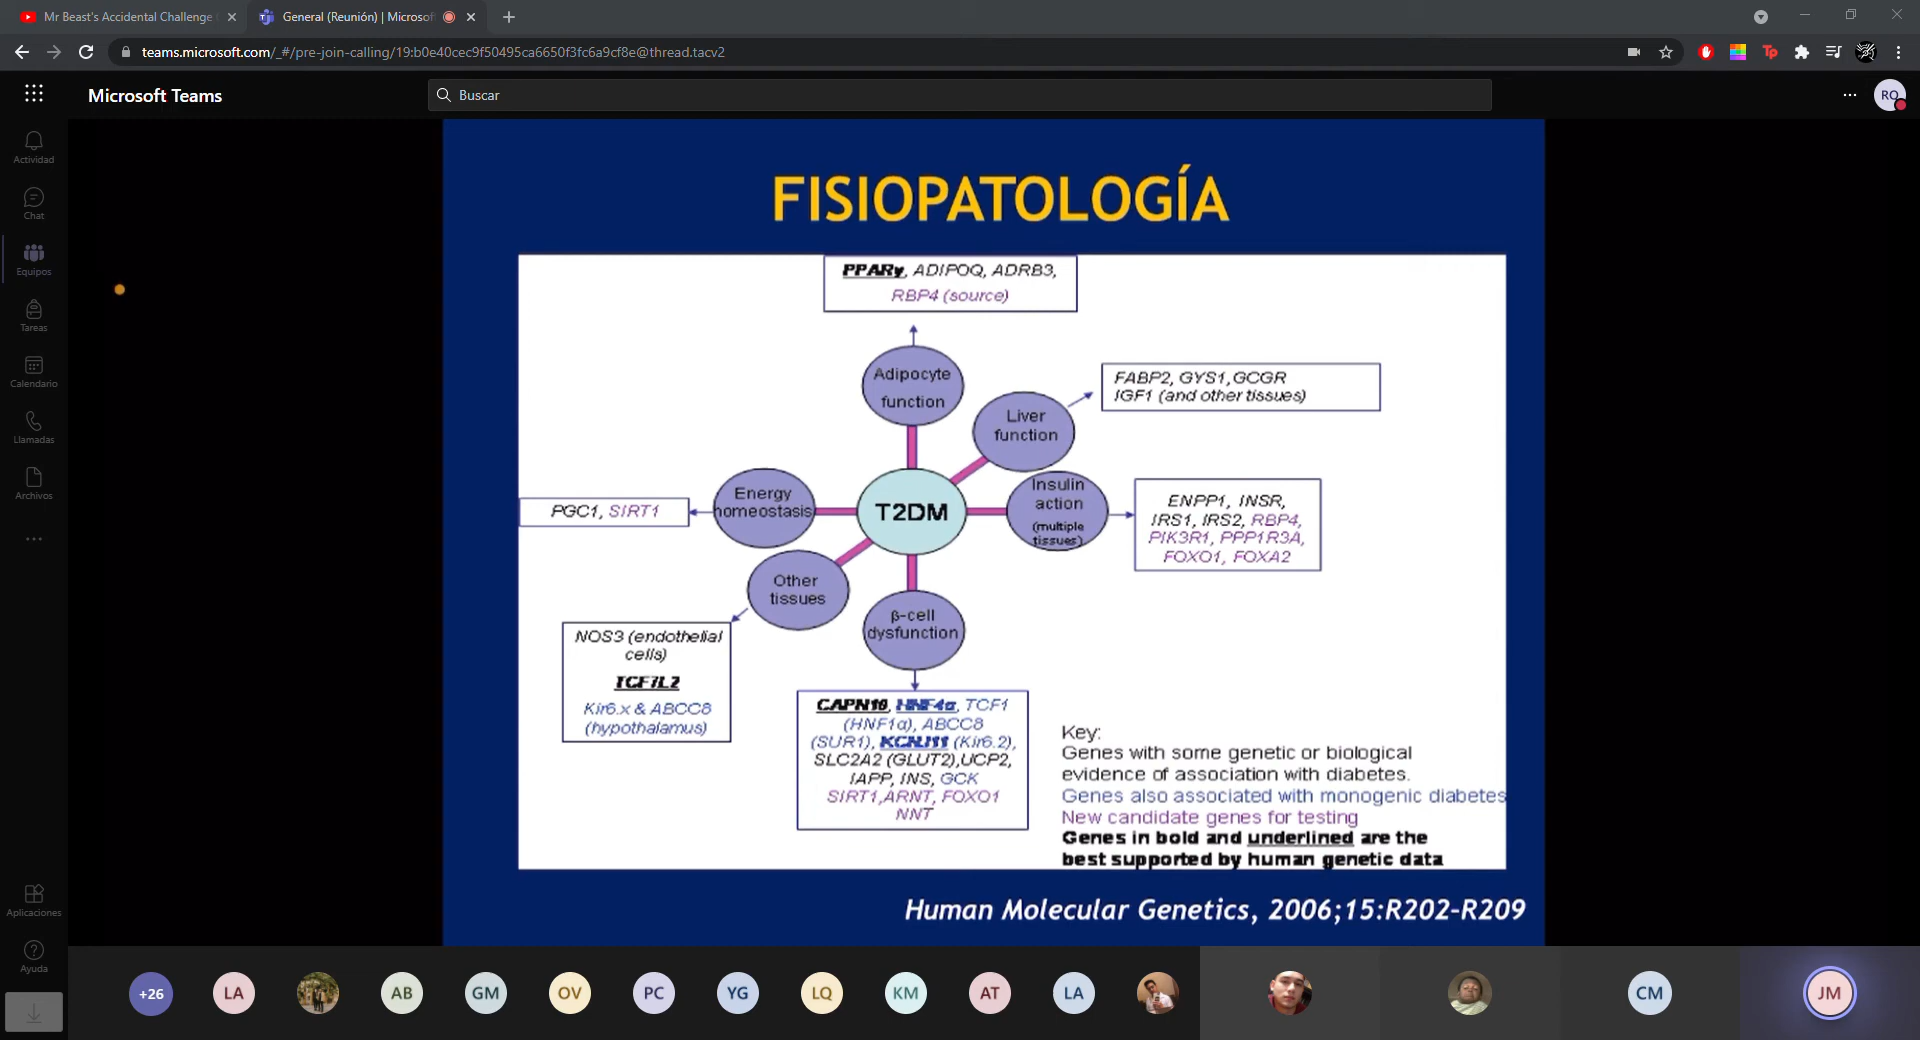 Mr Beast's Accidental Challenge
General (Reunión) | Microsof
teams.microsoft.com/_#/pre-join-calling/19:b0e40cec9f50495ca6650f3fc6a9cf8e@thread.tacv2
Microsoft Teams
Buscar
RO
Actividad
Chat
Equipos
Tareas
Calendario
Llamadas
Archivos
Aplicaciones
Ayuda
FISIOPATOLOGÍA
PPARγ, ADIPOQ, ADRB3,
RBP4 (source)
Adipocyte
function
Liver
function
FABP2, GYS1,GCGR
IGF1 (and other tissues)
Insulin
action
(multiple
tissues)
ENPP1, INSR,
IRS1, IRS2, RBP4,
PIK3R1, PPP1R3A,
FOXO1, FOXA2
T2DM
Energy
homeostasis
PGC1, SIRT1
Other
tissues
NOS3 (endothelial
cells)
TCF7L2
Kir6.x & ABCC8
(hypothalamus)
β-cell
dysfunction
CAPN10, HNF4α, TCF1
(HNF1α), ABCC8
(SUR1), KCNJ11 (Kir6.2),
SLC2A2 (GLUT2),UCP2,
IAPP, INS, GCK
SIRT1,ARNT, FOXO1
NNT
Key:
Genes with some genetic or biological
evidence of association with diabetes.
Genes also associated with monogenic diabetes
New candidate genes for testing
Genes in bold and underlined are the
best supported by human genetic data
Human Molecular Genetics, 2006;15:R202-R209
+26
LA
AB
GM
OV
PC
YG
LQ
KM
AT
LA
CM
JM